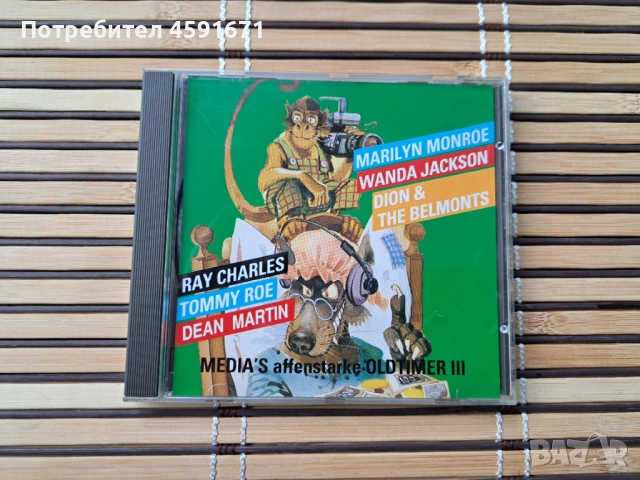 Потребител 4591671
MARILYN MONROE
WANDA JACKSON
DION &
THE BELMONTS
RAY CHARLES
TOMMY ROE
DEAN MARTIN
MEDIA'S affenstarke OLDTIMER III
BAZAR